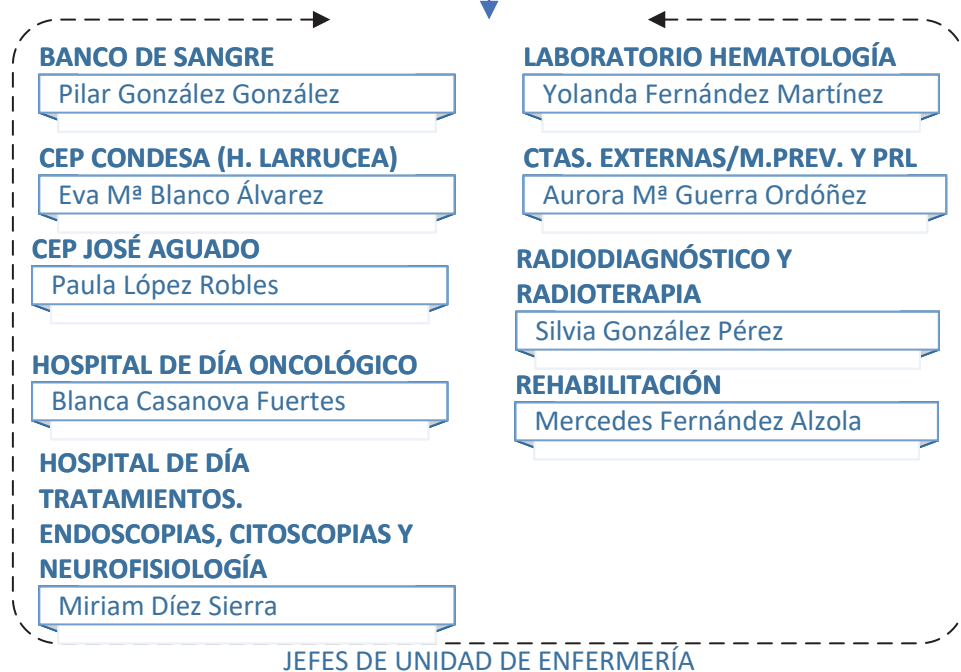 BANCO DE SANGRE
Pilar González González
CEP CONDESA (H. LARRUCEA)
Eva Mª Blanco Álvarez
CEP JOSÉ AGUADO
Paula López Robles
HOSPITAL DE DÍA ONCOLÓGICO
Blanca Casanova Fuertes
HOSPITAL DE DÍA
TRATAMIENTOS.
ENDOSCOPIAS, CITOSCOPIAS Y
NEUROFISIOLOGÍA
Miriam Díez Sierra
LABORATORIO HEMATOLOGÍA
Yolanda Fernández Martínez
CTAS. EXTERNAS/M.PREV. Y PRL
Aurora Mª Guerra Ordóñez
RADIODIAGNÓSTICO Y
RADIOTERAPIA
Silvia González Pérez
REHABILITACIÓN
Mercedes Fernández Alzola
JEFES DE UNIDAD DE ENFERMERÍA